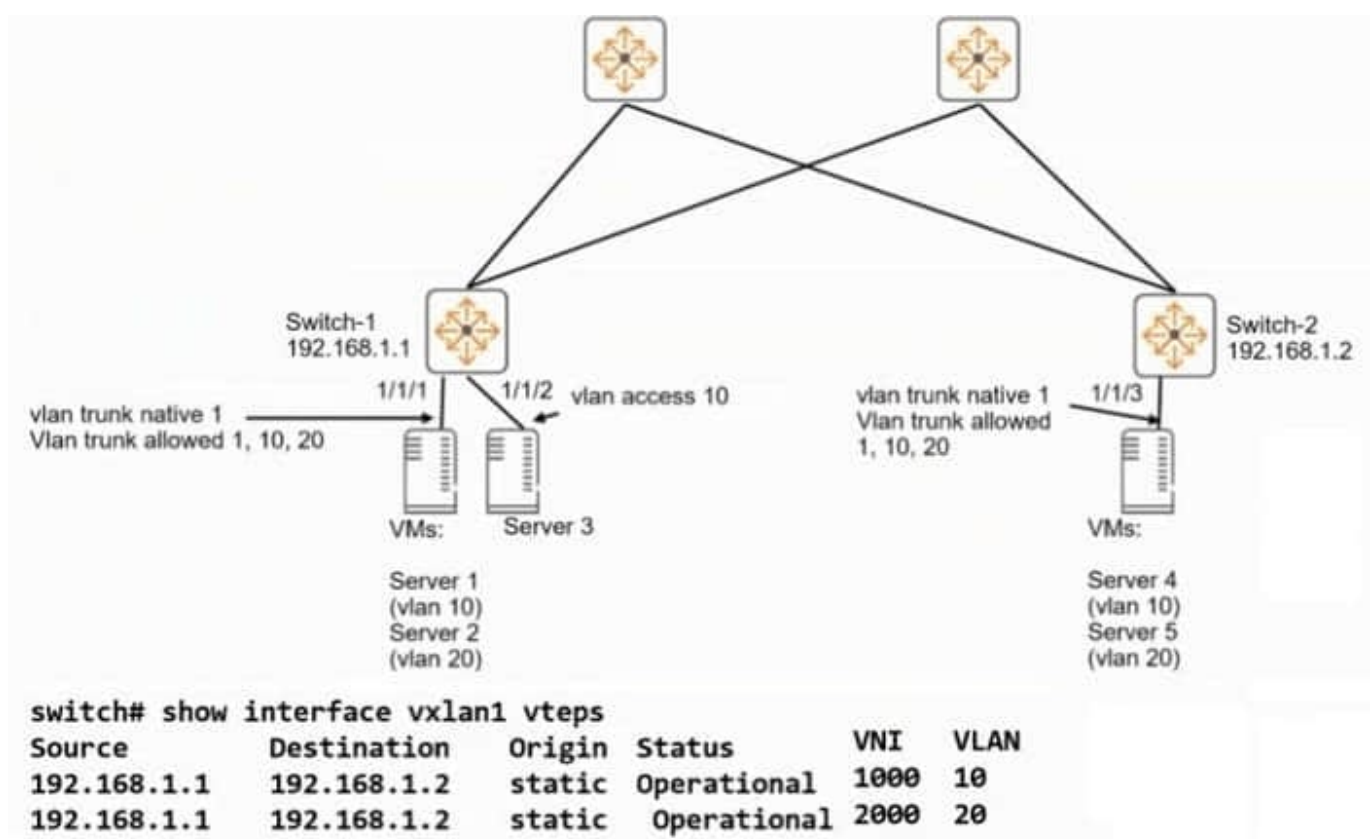 Switch-1
192.168.1.1
1/1/1
1/1/2
vlan access 10
vlan trunk native 1
Vlan trunk allowed 1, 10, 20
VMs:
Server 1
(vlan 10)
Server 2
(vlan 20)
Server 3
Switch-2
192.168.1.2
1/1/3
vlan trunk native 1
Vlan trunk allowed
1, 10, 20
VMs:
Server 4
(vlan 10)
Server 5
(vlan 20)
switch# show interface vxlan1 vteps
Source Destination Origin Status VNI VLAN
192.168.1.1 192.168.1.2 static Operational 1000 10
192.168.1.1 192.168.1.2 static Operational 2000 20